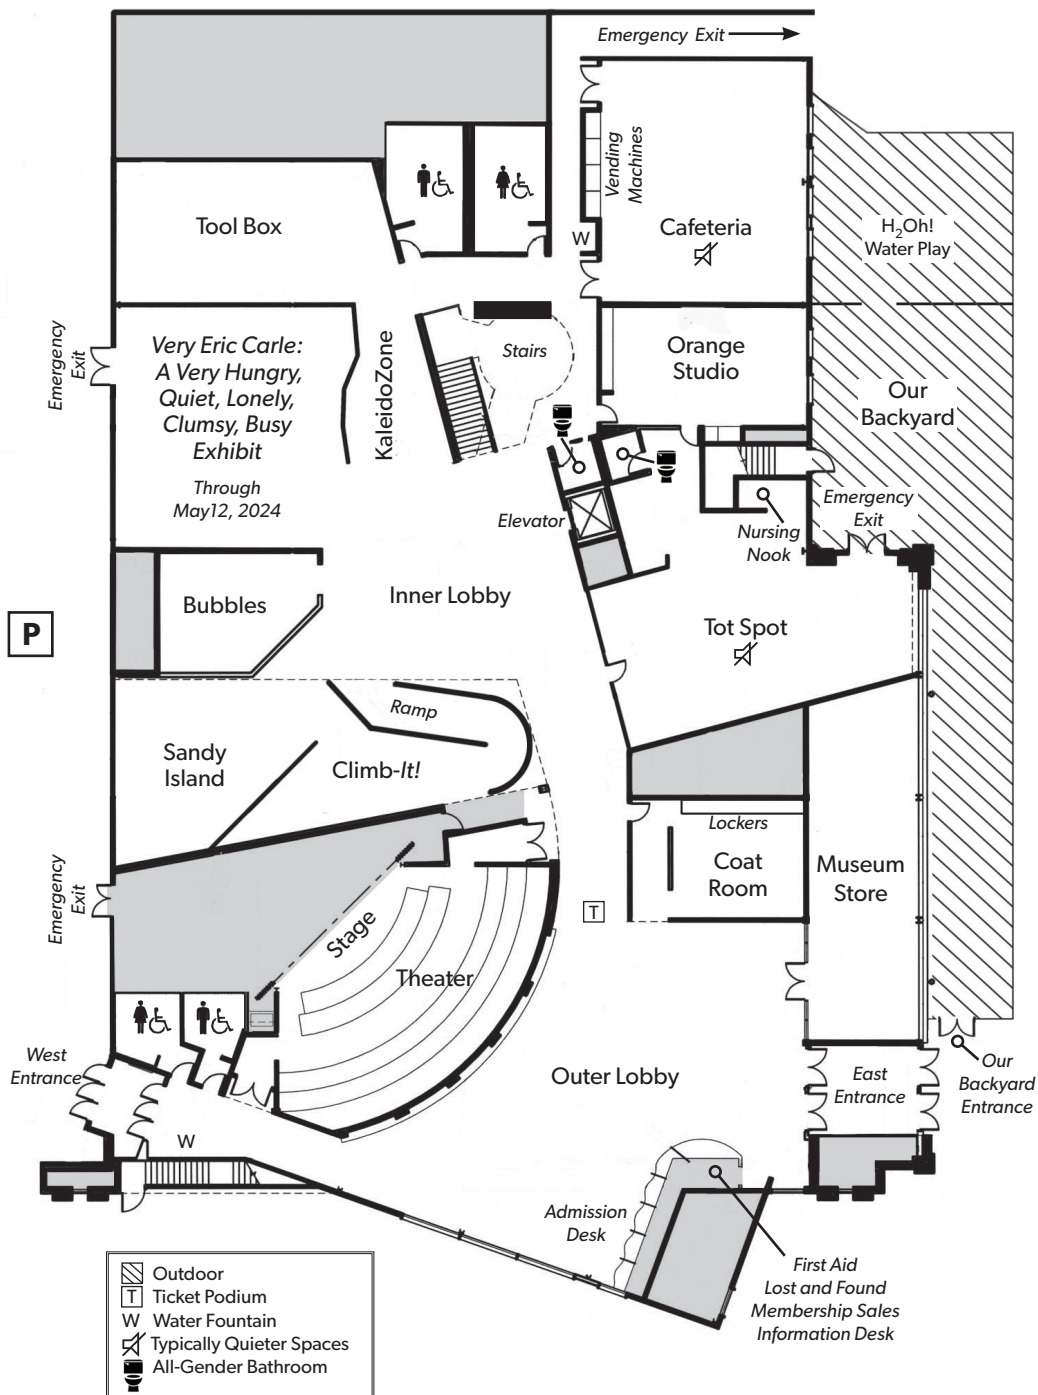 Emergency Exit
Vending
Machines
Tool Box
W
Cafeteria
H2Oh!
Water Play
Emergency
Exit
Very Eric Carle:
A Very Hungry,
Quiet, Lonely,
Clumsy, Busy
Exhibit
Through
May12, 2024
KaleidoZone
Stairs
Orange
Studio
Our
Backyard
Elevator
Nursing
Nook
Emergency
Exit
P
Bubbles
Inner Lobby
Tot Spot
Ramp
Sandy
Island
Climb-It!
Lockers
Coat
Room
Museum
Store
Emergency
Exit
T
Stage
Theater
West
Entrance
W
Outer Lobby
East
Entrance
Our
Backyard
Entrance
Admission
Desk
First Aid
Lost and Found
Membership Sales
Information Desk
Outdoor
T Ticket Podium
W Water Fountain
Typically Quieter Spaces
All-Gender Bathroom